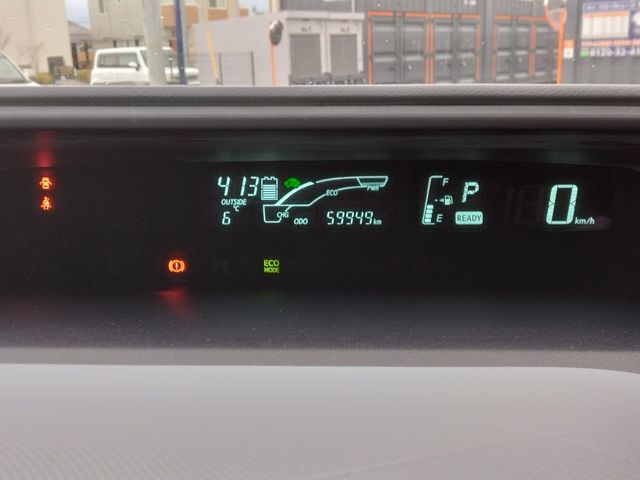 4 13
OUTSIDE
°C
6
CHG
ECO
PWR
ODO 59949 km
F
E
P
READY
0 km/h
ECO
MODE